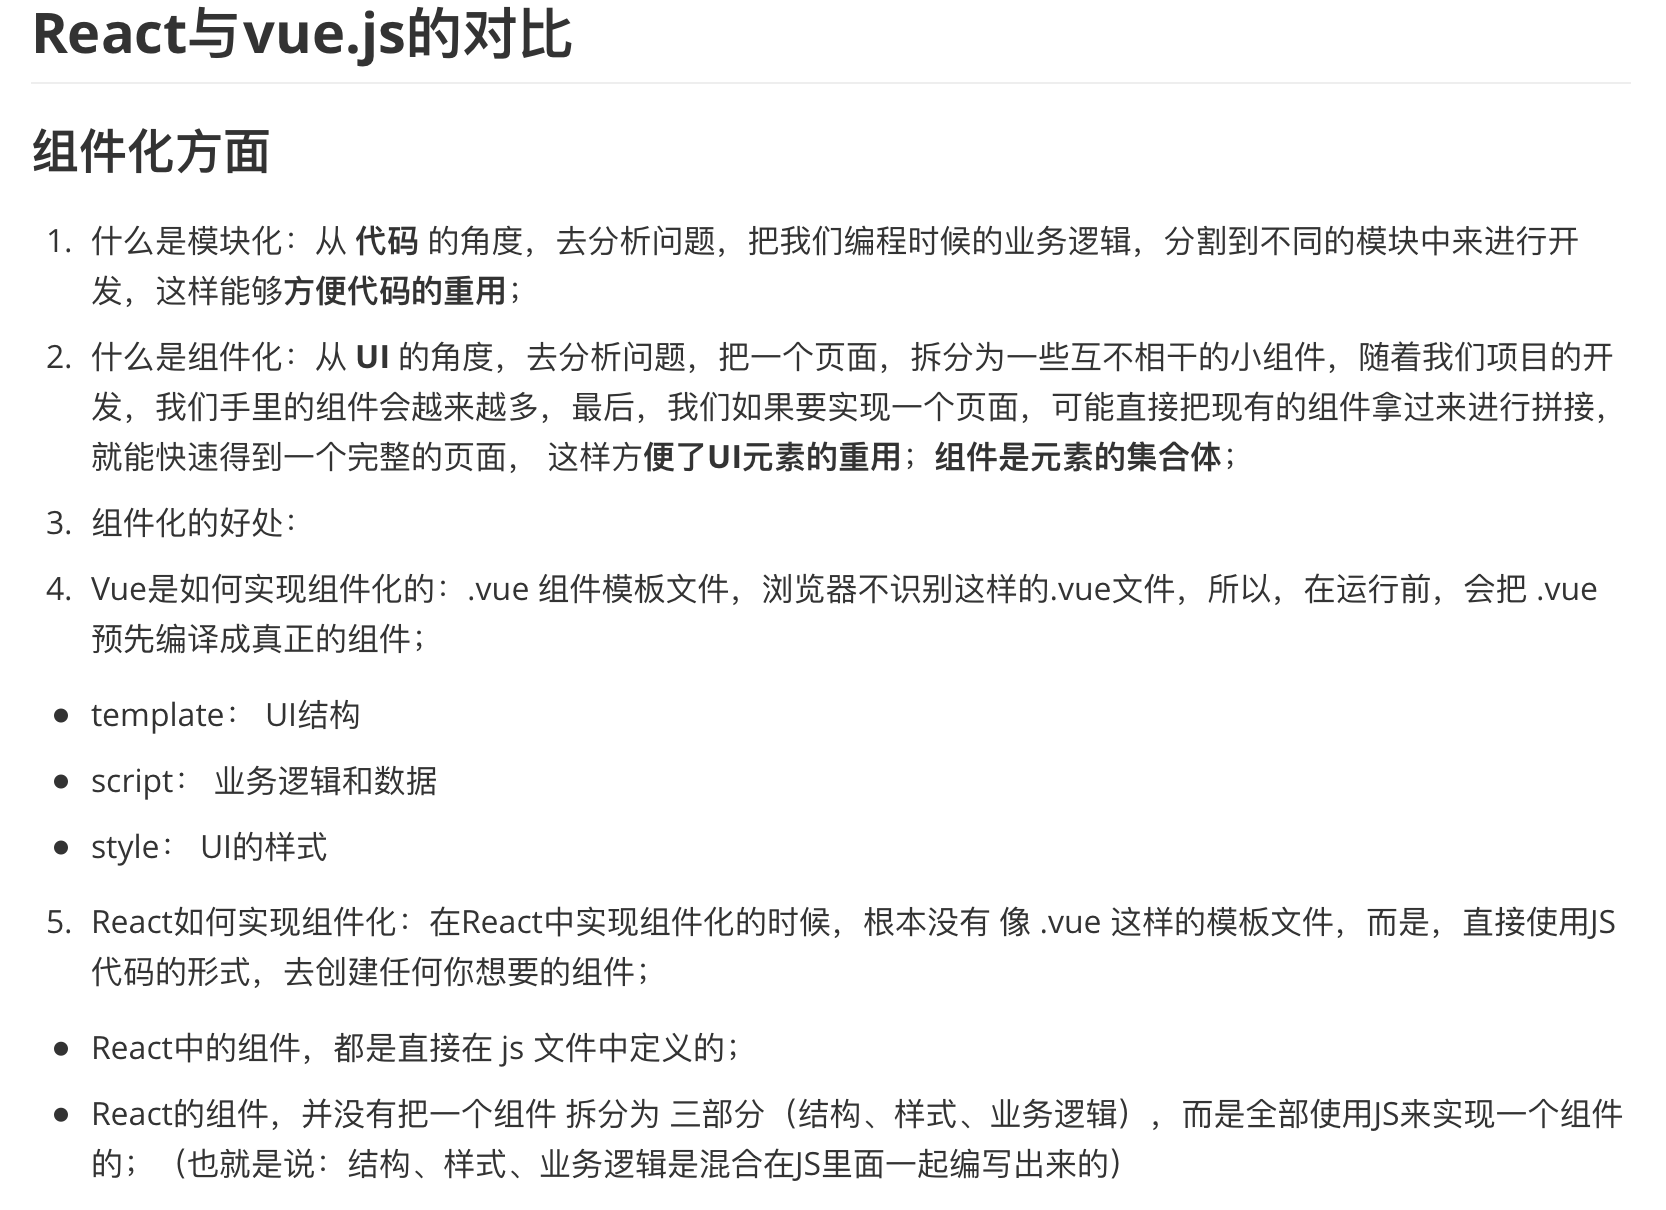 React与vue.js的对比
组件化方面
1. 什么是模块化：从 代码 的角度，去分析问题，把我们编程时候的业务逻辑，分割到不同的模块中来进行开
发，这样能够方便代码的重用；
2. 什么是组件化：从 UI 的角度，去分析问题，把一个页面，拆分为一些互不相干的小组件，随着我们项目的开
发，我们手里的组件会越来越多，最后，我们如果要实现一个页面，可能直接把现有的组件拿过来进行拼接，
就能快速得到一个完整的页面， 这样方便了UI元素的重用；组件是元素的集合体；
3. 组件化的好处：
4. Vue是如何实现组件化的：.vue 组件模板文件，浏览器不识别这样的.vue文件，所以，在运行前，会把 .vue
预先编译成真正的组件；
● template： UI结构
● script： 业务逻辑和数据
● style： UI的样式
5. React如何实现组件化：在React中实现组件化的时候，根本没有 像 .vue 这样的模板文件，而是，直接使用JS
代码的形式，去创建任何你想要的组件；
● React中的组件，都是直接在 js 文件中定义的；
● React的组件，并没有把一个组件 拆分为 三部分（结构、样式、业务逻辑），而是全部使用JS来实现一个组件
的；（也就是说：结构、样式、业务逻辑是混合在JS里面一起编写出来的）